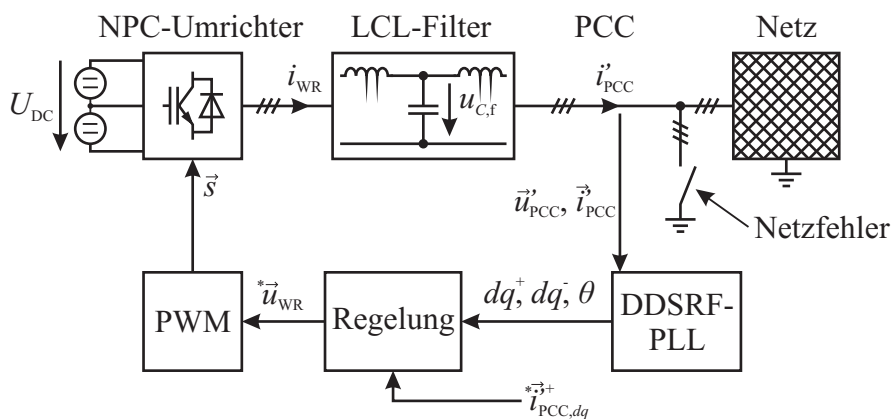 NPC-Umrichter
LCL-Filter
PCC
Netz
U_DC
i_WR
u_C,f
i'_PCC
s⃗
u⃗'_PCC, i⃗'_PCC
Netzfehler
PWM
*u⃗_WR
Regelung
dq⁺, dq⁻, θ
DDSRF-
PLL
*i⃗'⁺_PCC,dq